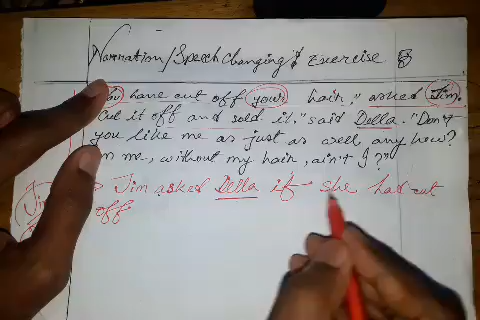 Narration/Speech Changing Exercise 8
You have cut off your hair," asked Jim.
Cut it off and sold it," said Della. "Don't
you like me as just as well any how?
I'm me, without my hair, ain't I?"
Jim asked Della if she had cut
off